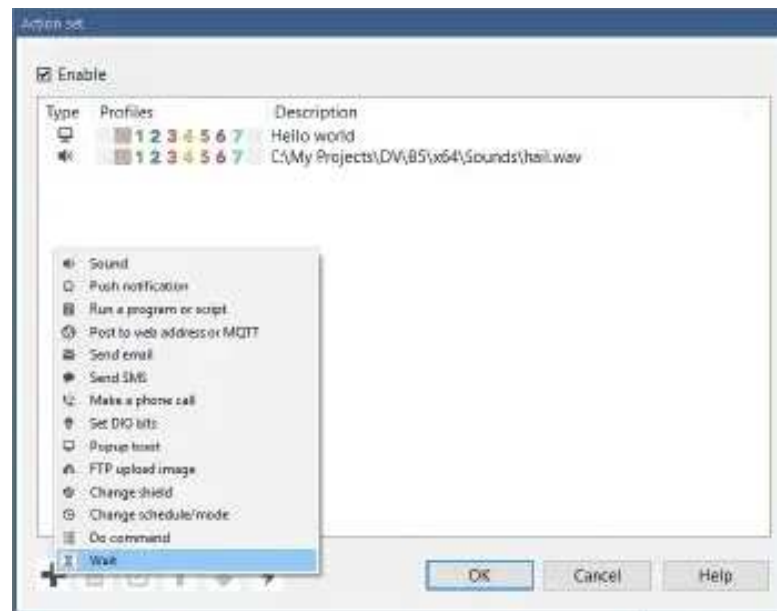 Action set
Enable
Type Profiles Description
1 2 3 4 5 6 7 Hello world
1 2 3 4 5 6 7 C:\My Projects\DV\B5\x64\Sounds\hail.wav
Sound
Push notification
Run a program or script
Post to web address or MQTT
Send email
Send SMS
Make a phone call
Set DIO bits
Popup toast
FTP upload image
Change shield
Change schedule/mode
Do command
Wait
OK Cancel Help